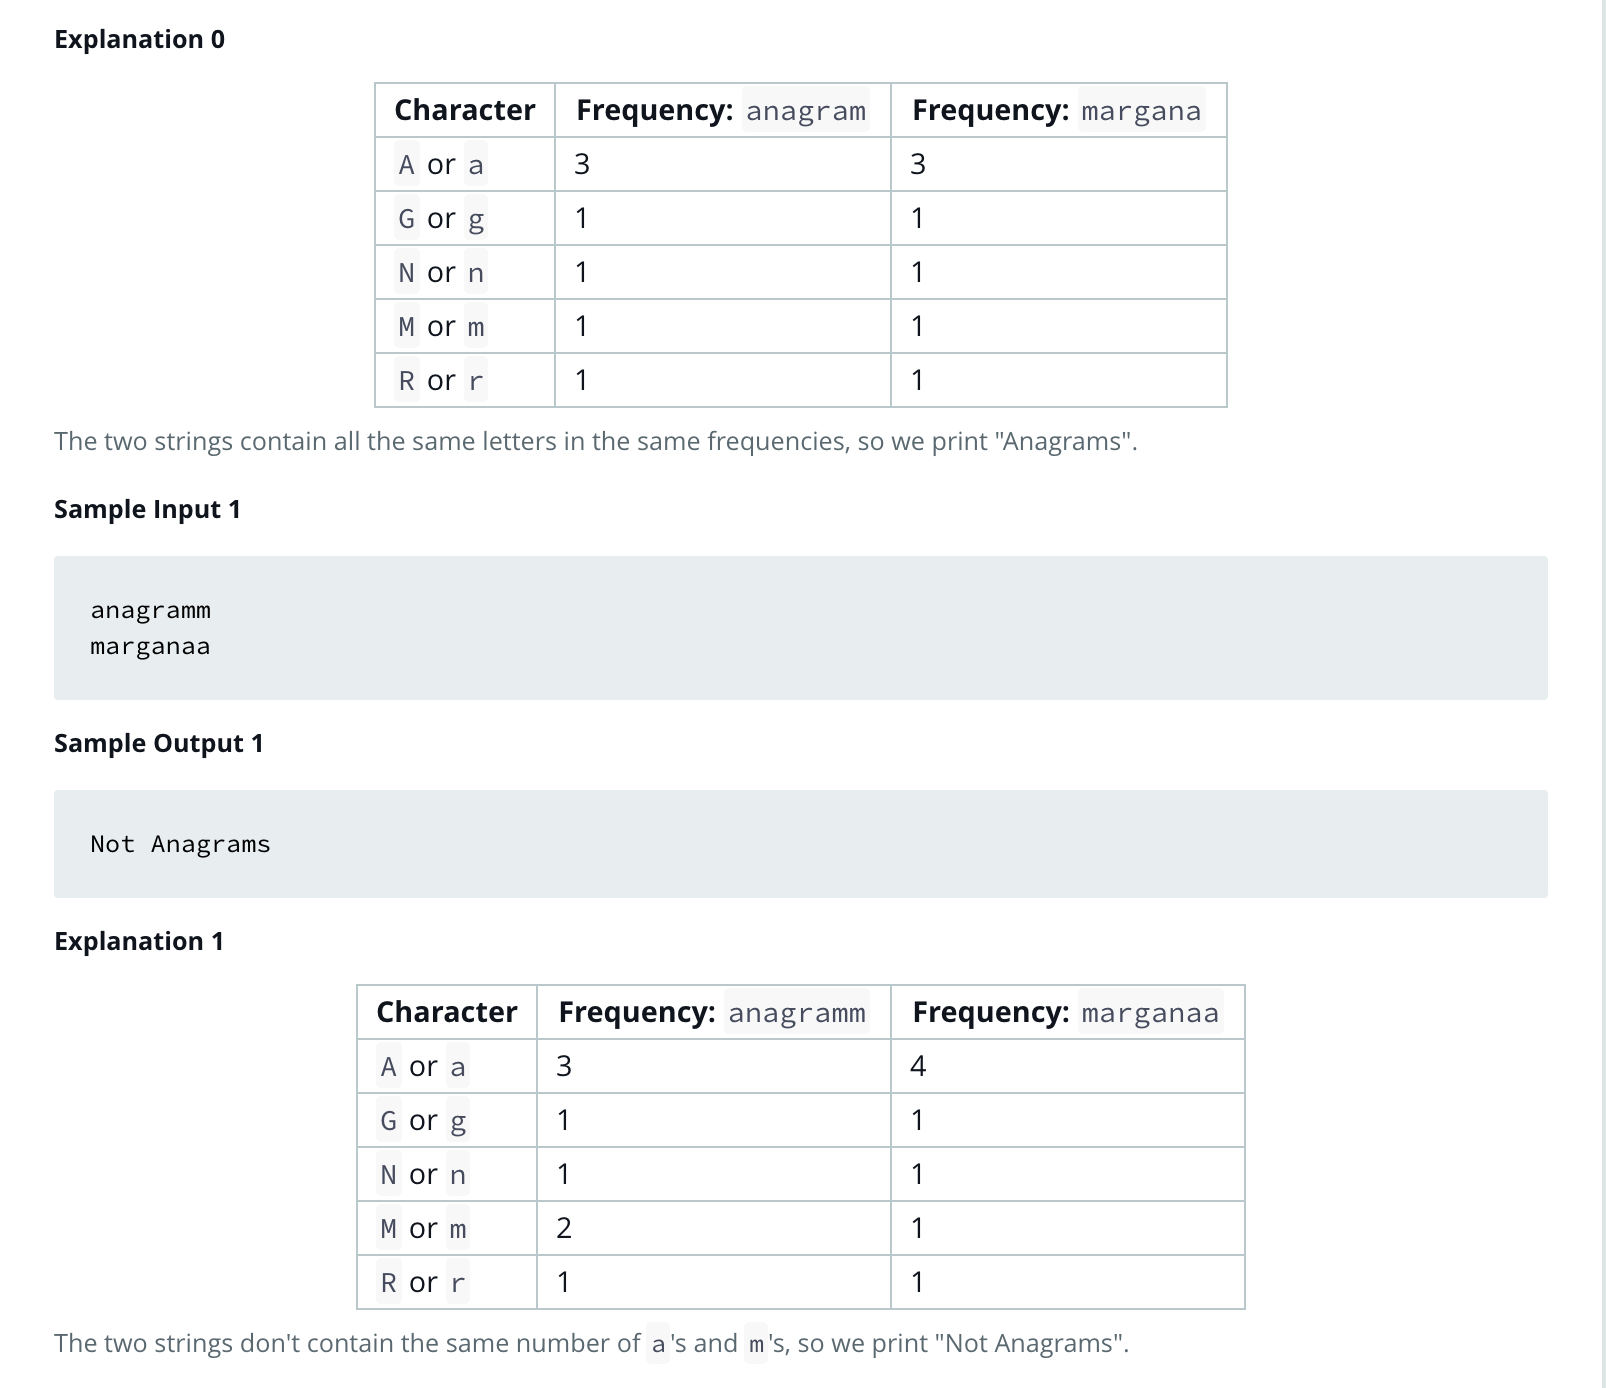 Explanation 0
Character Frequency: anagram Frequency: margana
A or a 3 3
G or g 1 1
N or n 1 1
M or m 1 1
R or r 1 1
The two strings contain all the same letters in the same frequencies, so we print "Anagrams".
Sample Input 1
anagramm
marganaa
Sample Output 1
Not Anagrams
Explanation 1
Character Frequency: anagramm Frequency: marganaa
A or a 3 4
G or g 1 1
N or n 1 1
M or m 2 1
R or r 1 1
The two strings don't contain the same number of a's and m's, so we print "Not Anagrams".